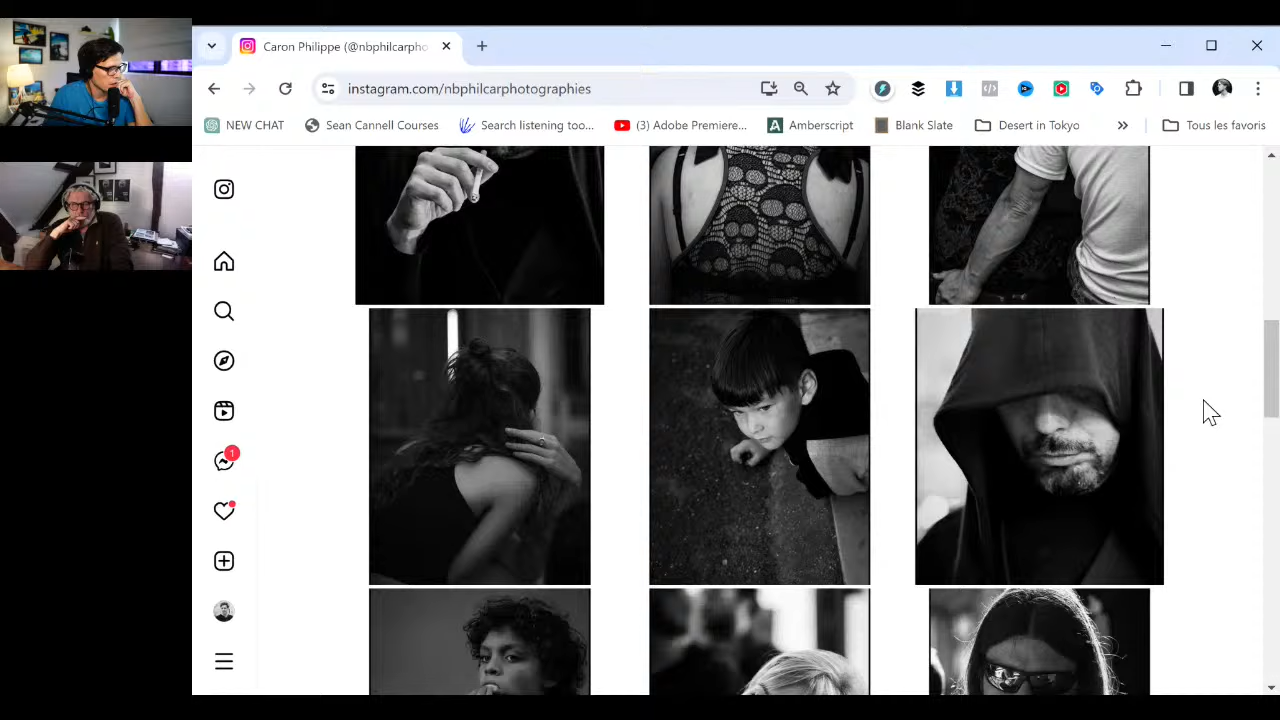 Caron Philippe (@nbphilcarpho
instagram.com/nbphilcarphotographies
NEW CHAT
Sean Cannell Courses
Search listening too...
(3) Adobe Premiere...
Amberscript
Blank Slate
Desert in Tokyo
Tous les favoris
1